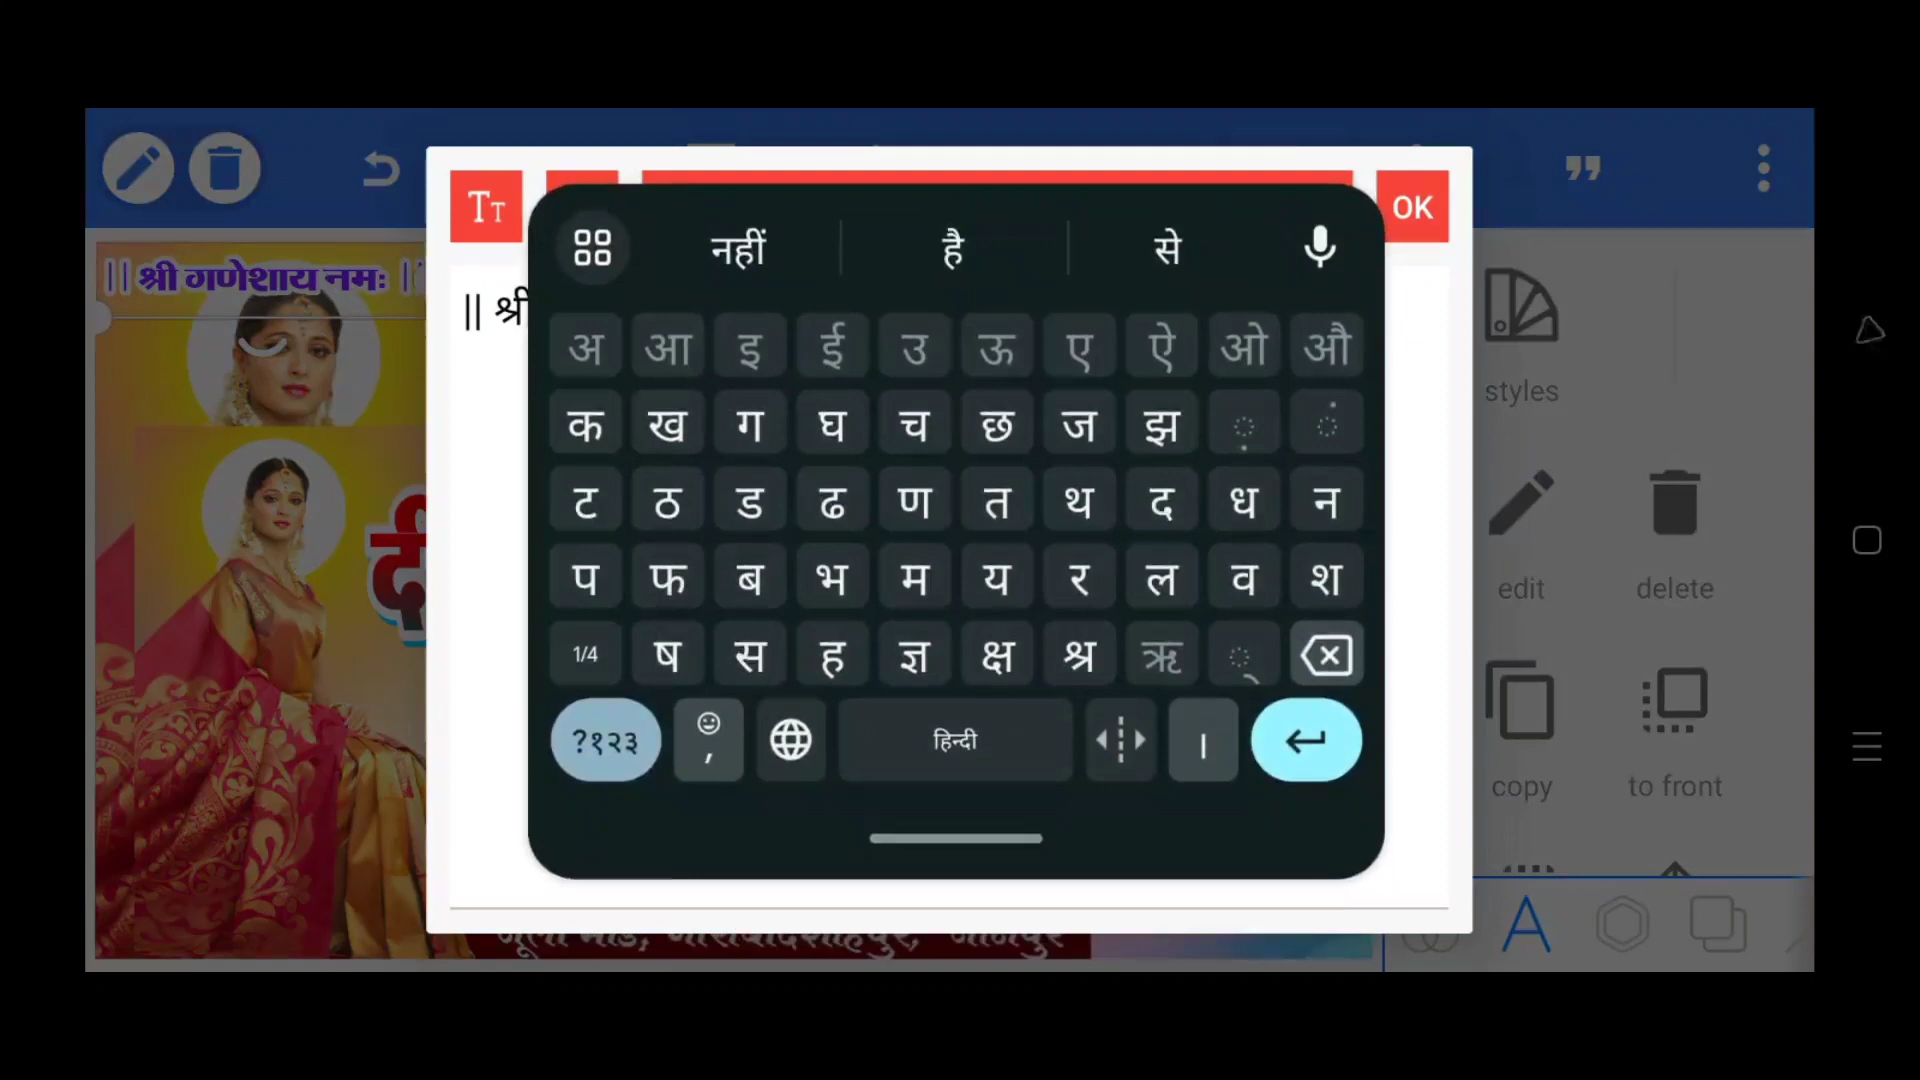 Tт
OK
|| श्री गणेशाय नमः ||
|| श्री
नहीं है से
अ आ इ ई उ ऊ ए ऐ ओ औ
क ख ग घ च छ ज झ ़ ं
ट ठ ड ढ ण त थ द ध न
प फ ब भ म य र ल व श
1/4 ष स ह ज्ञ क्ष श्र ऋ ्
?१२३ , हिन्दी ।
styles
edit delete
copy to front